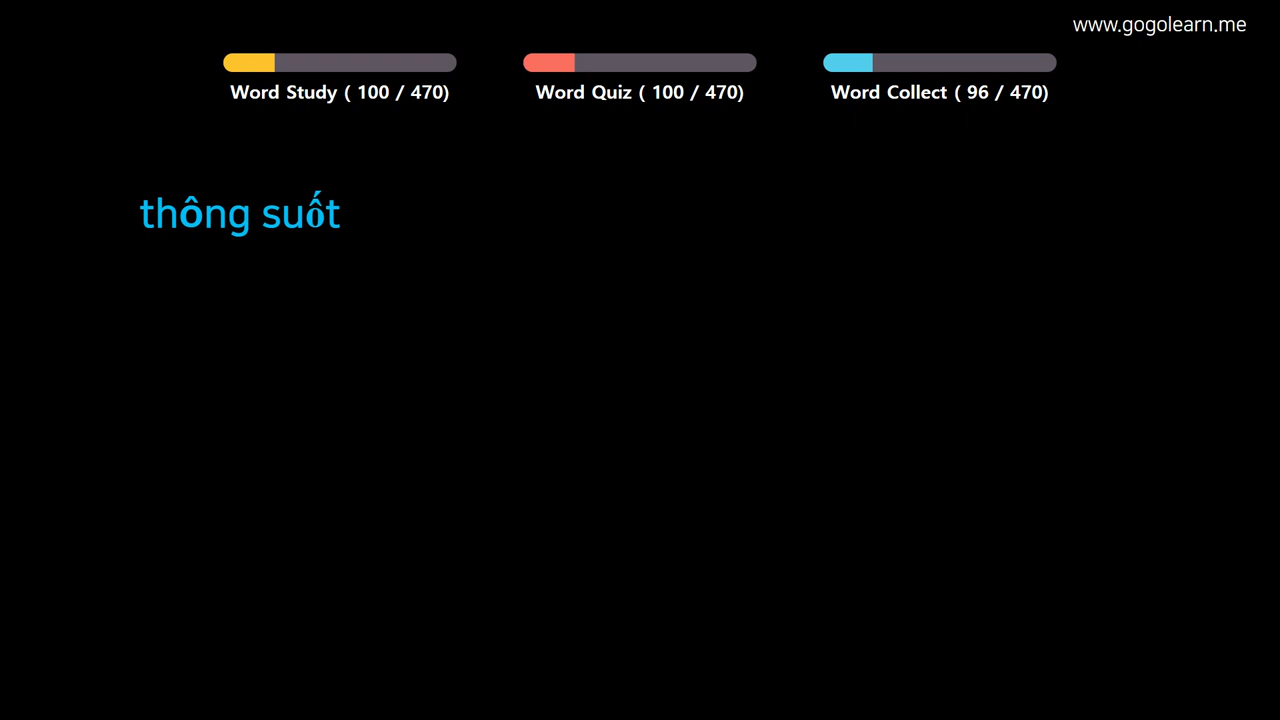 www.gogolearn.me
Word Study ( 100 / 470)
Word Quiz ( 100 / 470)
Word Collect ( 96 / 470)
thông suốt